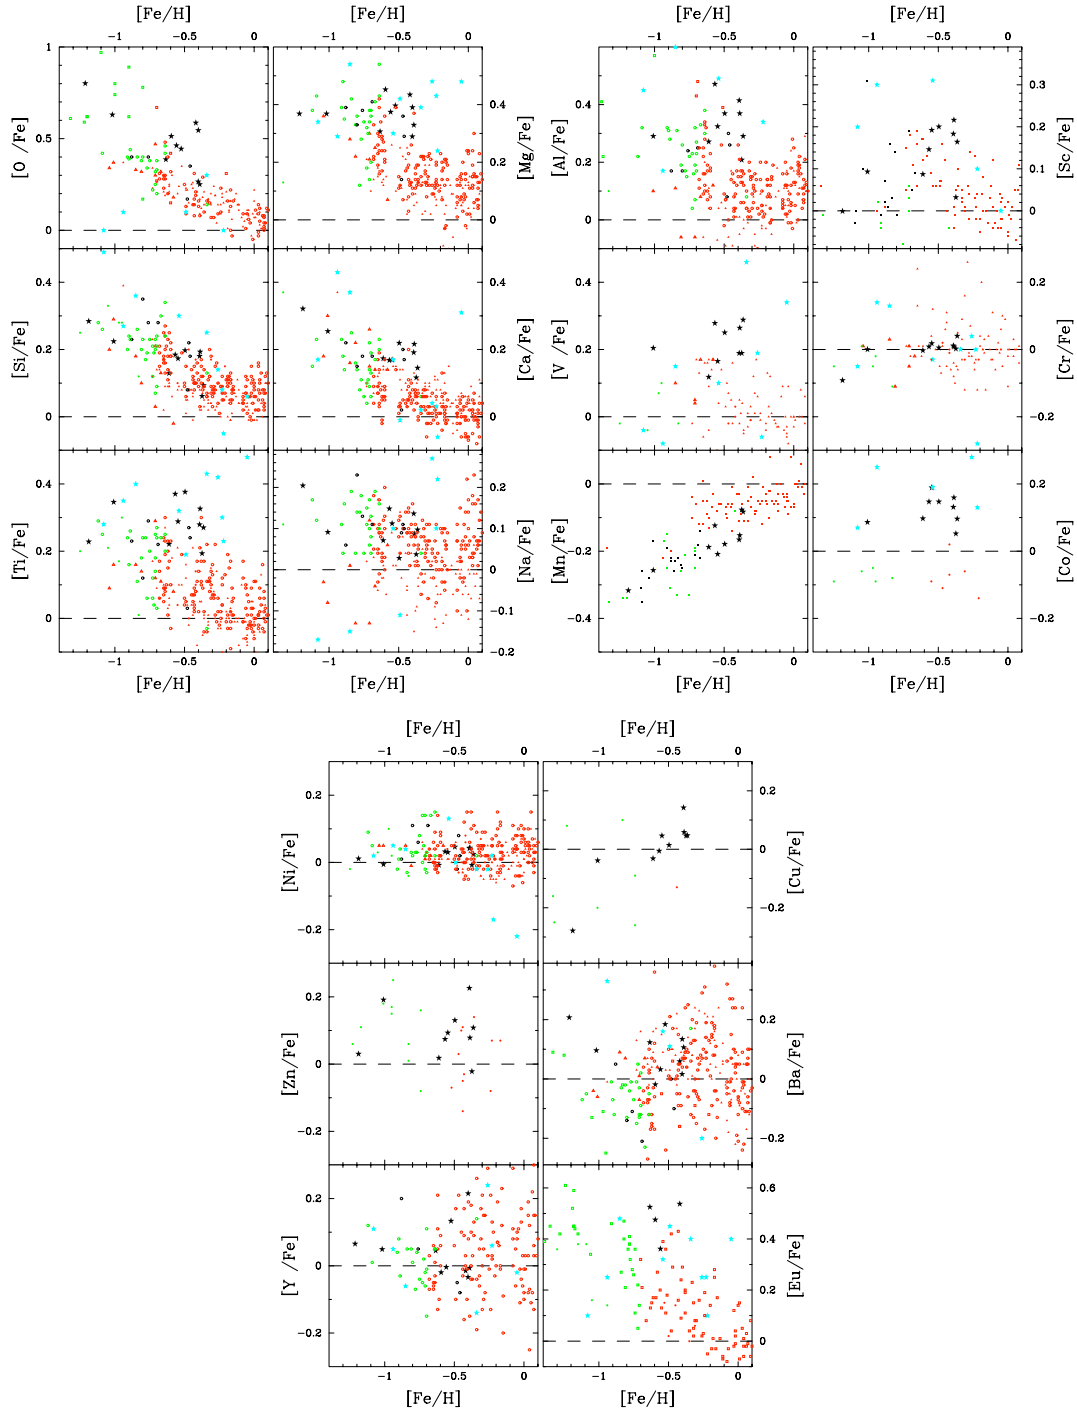 [Fe/H] [Fe/H]
−1 −0.5 0 −1 −0.5 0 −1 −0.5 0 −1 −0.5 0
[O /Fe] 1 0.5 0
[Mg/Fe] 0.4 0.2 0
[Al/Fe] 0.4 0.2 0
[Sc/Fe] 0.3 0.2 0.1 0
[Si/Fe] 0.4 0.2 0
[Ca/Fe] 0.4 0.2 0
[V /Fe] 0.4 0.2 0
[Cr/Fe] 0.2 0 −0.2
[Ti/Fe] 0.4 0.2 0
[Na/Fe] 0.2 0.1 0 −0.1 −0.2
[Mn/Fe] 0 −0.2 −0.4
[Co/Fe] 0.2 0 −0.2
−1 −0.5 0 −1 −0.5 0 −1 −0.5 0 −1 −0.5 0
[Fe/H] [Fe/H] [Fe/H] [Fe/H]
[Fe/H] [Fe/H]
−1 −0.5 0 −1 −0.5 0
[Ni/Fe] 0.2 0 −0.2
[Cu/Fe] 0.2 0 −0.2
[Zn/Fe] 0.2 0 −0.2
[Ba/Fe] 0.2 0 −0.2
[Y /Fe] 0.2 0 −0.2
[Eu/Fe] 0.6 0.4 0.2 0
−1 −0.5 0 −1 −0.5 0
[Fe/H] [Fe/H]